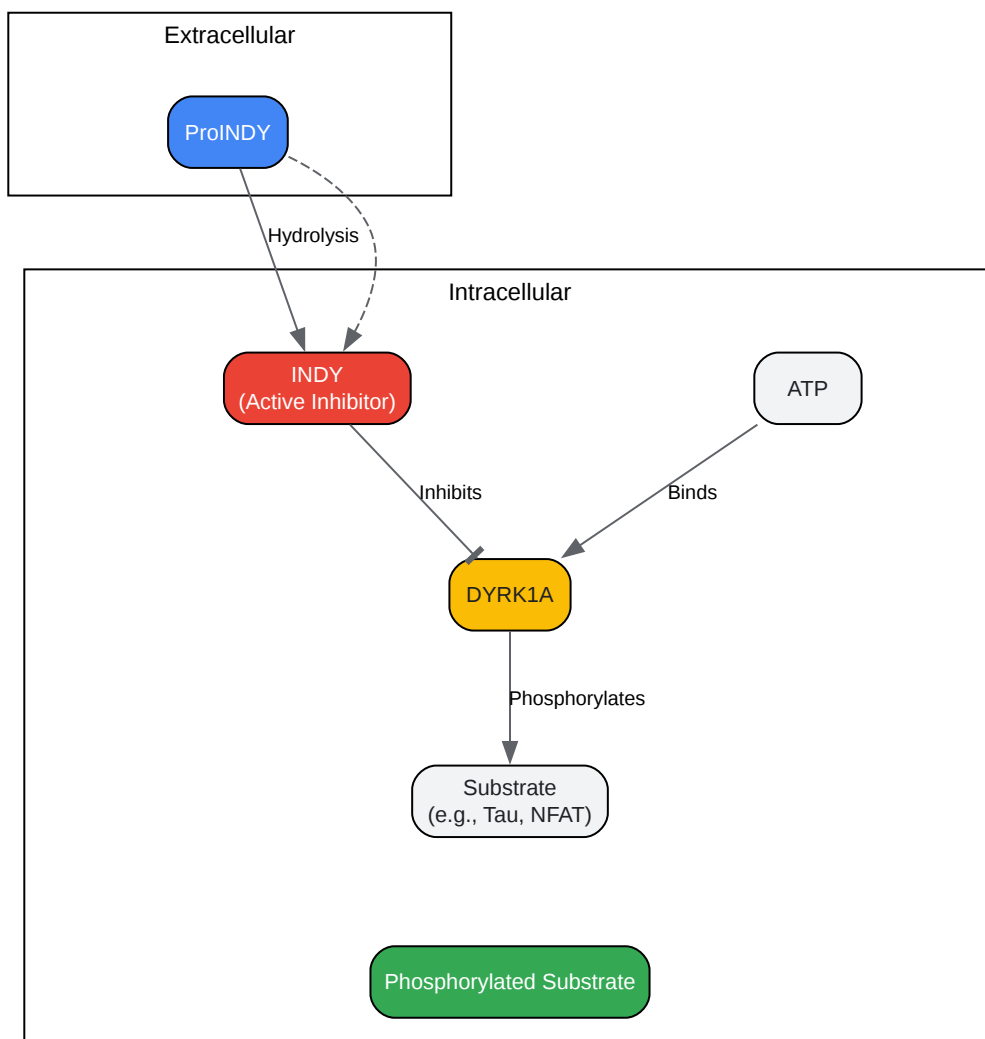 Extracellular
ProINDY
Hydrolysis
Intracellular
INDY
(Active Inhibitor)
ATP
Inhibits
Binds
DYRK1A
Phosphorylates
Substrate
(e.g., Tau, NFAT)
Phosphorylated Substrate